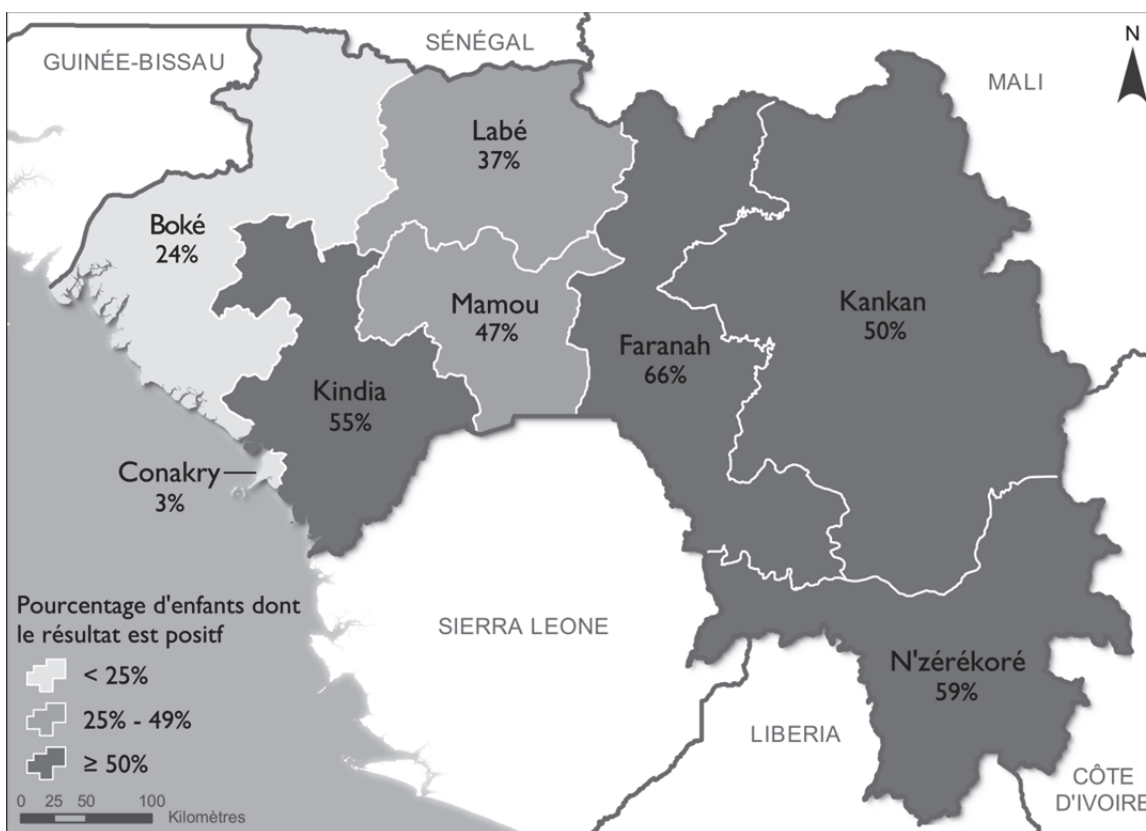 N
SÉNÉGAL
GUINÉE-BISSAU
MALI
Labé
37%
Boké
24%
Mamou
47%
Kankan
50%
Faranah
66%
Kindia
55%
Conakry
3%
Pourcentage d'enfants dont
le résultat est positf
< 25%
25% - 49%
≥ 50%
0 25 50 100
Kilomètres
SIERRA LEONE
N'zérékoré
59%
LIBERIA
CÔTE
D'IVOIRE